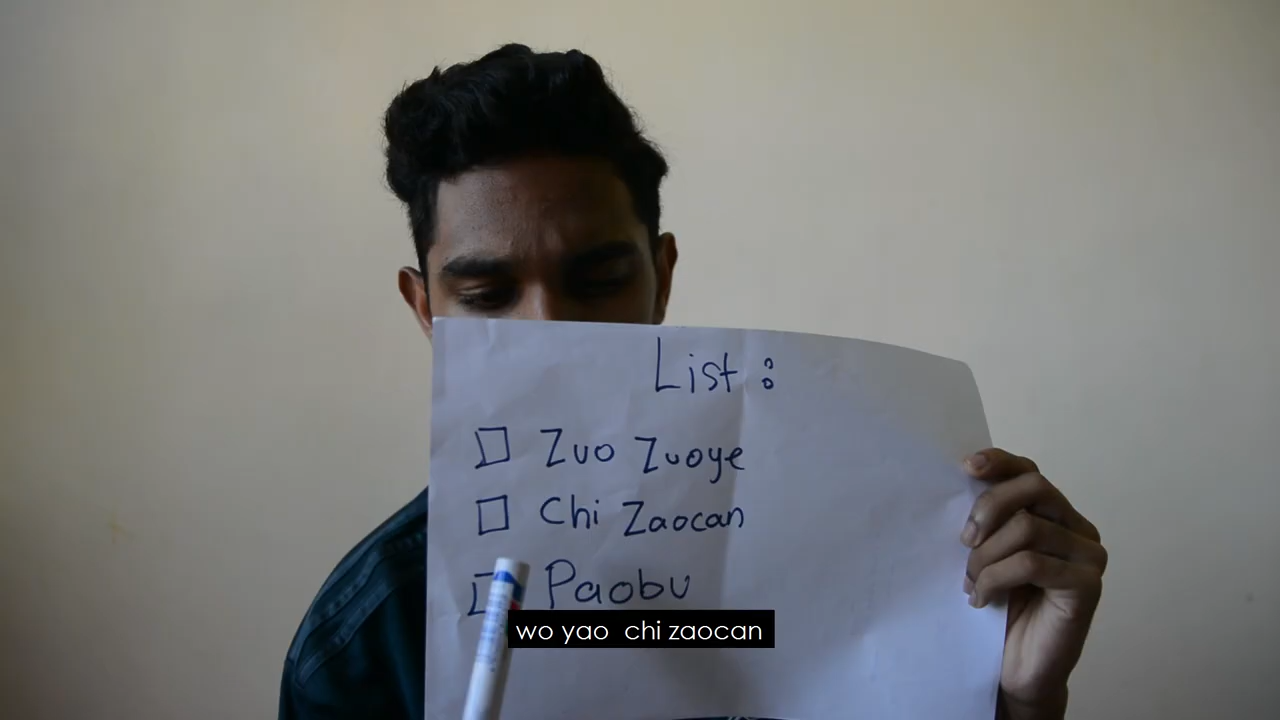 List :
Zuo Zuoye
Chi Zaocan
Paobu
wo yao chi zaocan